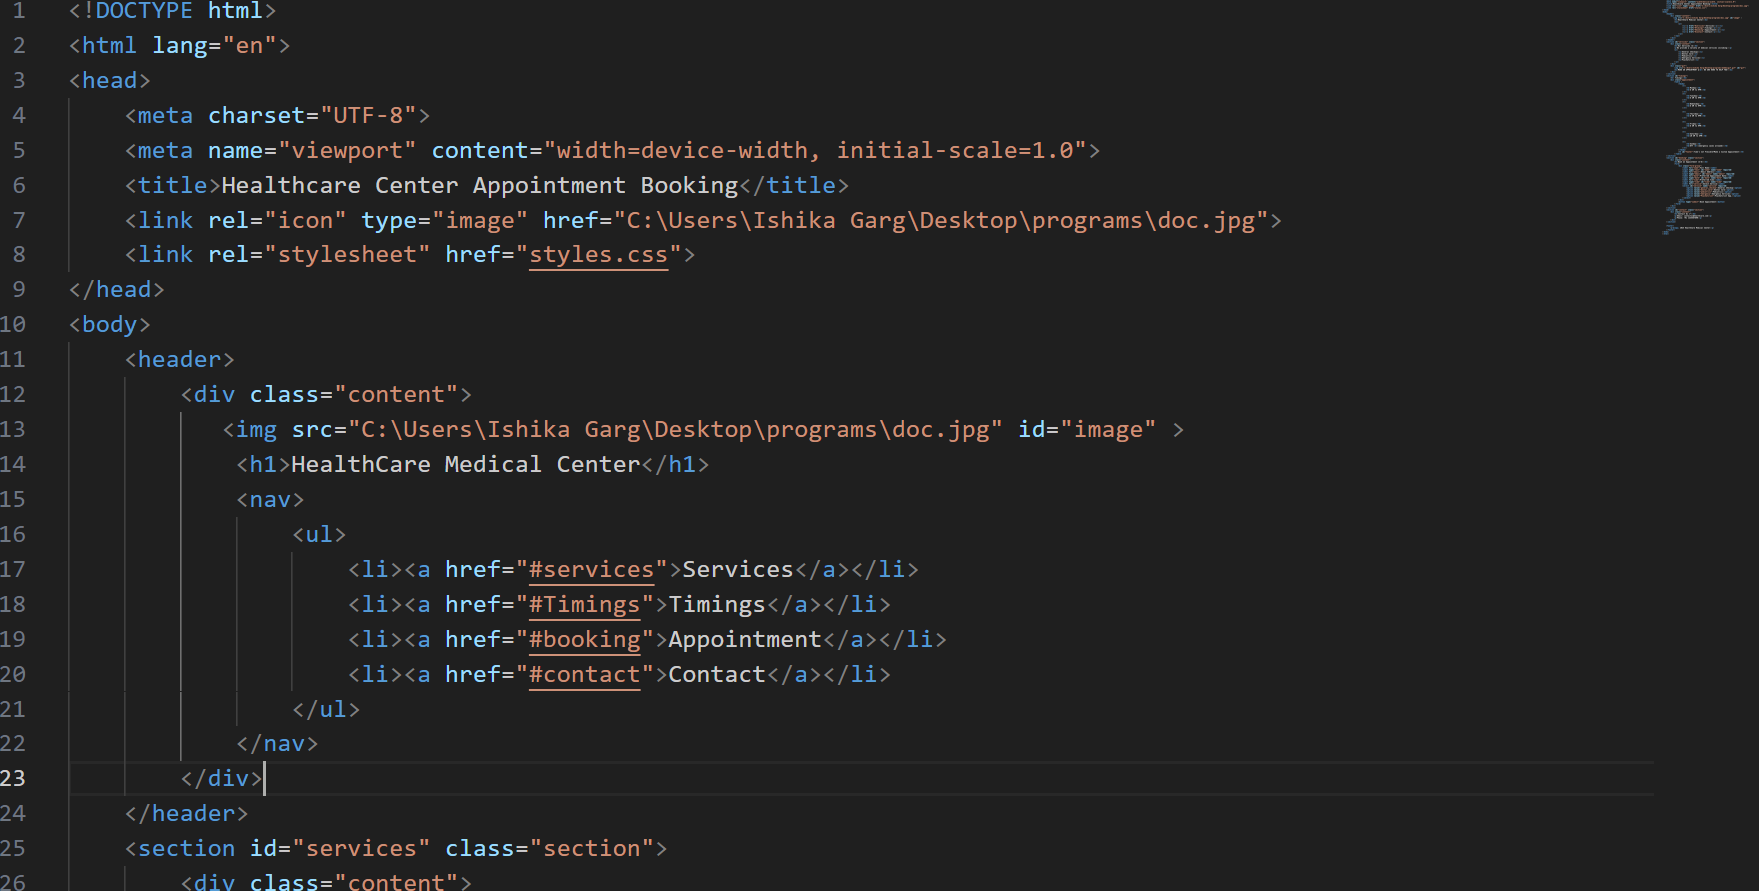 1 <!DOCTYPE html>
2 <html lang="en">
3 <head>
4     <meta charset="UTF-8">
5     <meta name="viewport" content="width=device-width, initial-scale=1.0">
6     <title>Healthcare Center Appointment Booking</title>
7     <link rel="icon" type="image" href="C:\Users\Ishika Garg\Desktop\programs\doc.jpg">
8     <link rel="stylesheet" href="styles.css">
9 </head>
10 <body>
11     <header>
12         <div class="content">
13            <img src="C:\Users\Ishika Garg\Desktop\programs\doc.jpg" id="image" >
14             <h1>HealthCare Medical Center</h1>
15             <nav>
16                 <ul>
17                     <li><a href="#services">Services</a></li>
18                     <li><a href="#Timings">Timings</a></li>
19                     <li><a href="#booking">Appointment</a></li>
20                     <li><a href="#contact">Contact</a></li>
21                 </ul>
22             </nav>
23         </div>
24     </header>
25     <section id="services" class="section">
26         <div class="content">